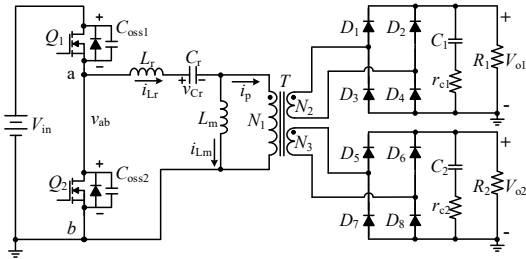 Q1
Coss1
a
Lr
Cr
iLr
+
vCr
-
ip
T
Vin
vab
Lm
N1
N2
N3
iLm
Q2
Coss2
b
D1
D2
C1
rc1
R1
Vo1
D3
D4
D5
D6
C2
rc2
R2
Vo2
D7
D8